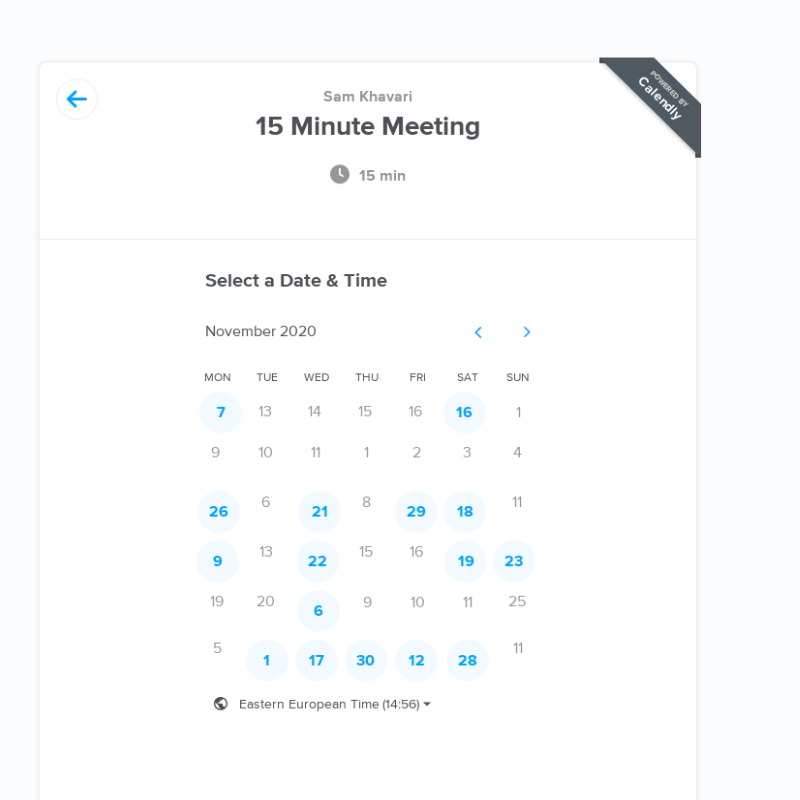 POWERED BY
Calendly
Sam Khavari
15 Minute Meeting
15 min
Select a Date & Time
November 2020
MON TUE WED THU FRI SAT SUN
7 13 14 15 16 16 1
9 10 11 1 2 3 4
26 6 21 8 29 18 11
9 13 22 15 16 19 23
19 20 6 9 10 11 25
5 1 17 30 12 28 11
Eastern European Time (14:56)